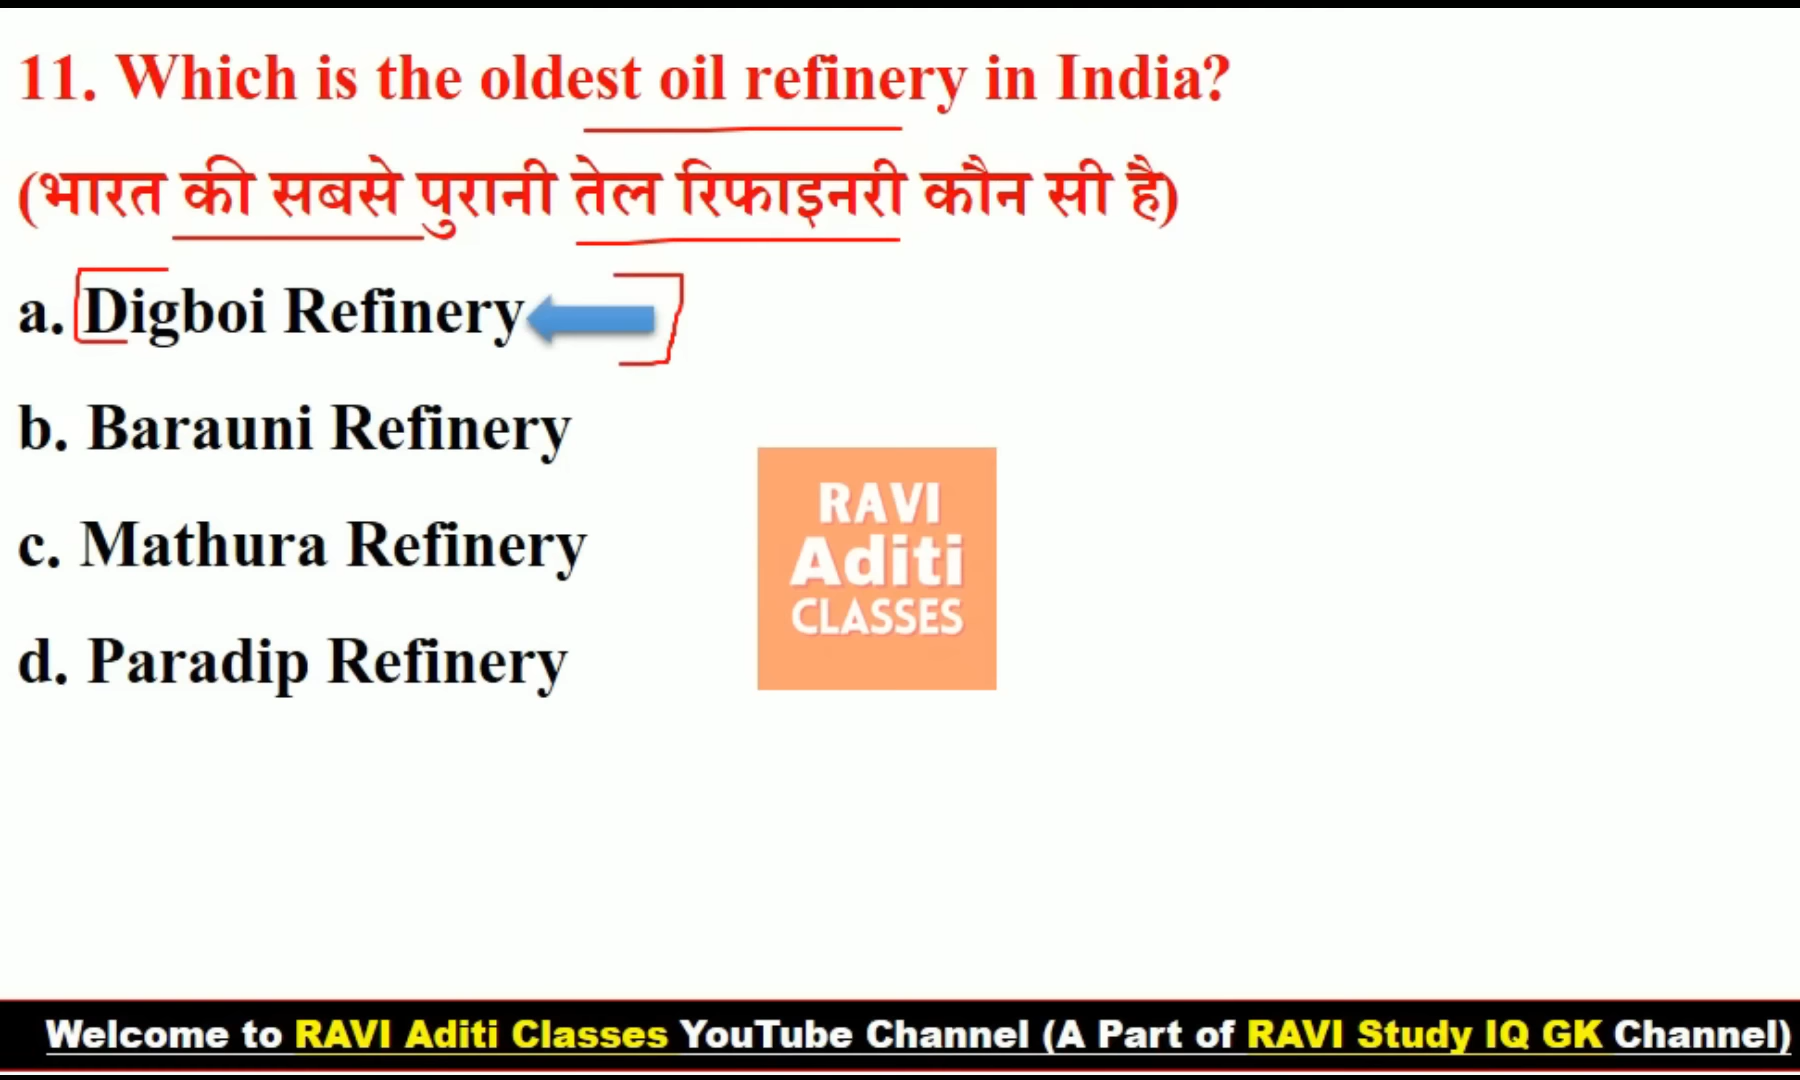 11. Which is the oldest oil refinery in India?
(भारत की सबसे पुरानी तेल रिफाइनरी कौन सी है)
a. Digboi Refinery
b. Barauni Refinery
c. Mathura Refinery
d. Paradip Refinery
RAVI
Aditi
CLASSES
Welcome to RAVI Aditi Classes YouTube Channel (A Part of RAVI Study IQ GK Channel)